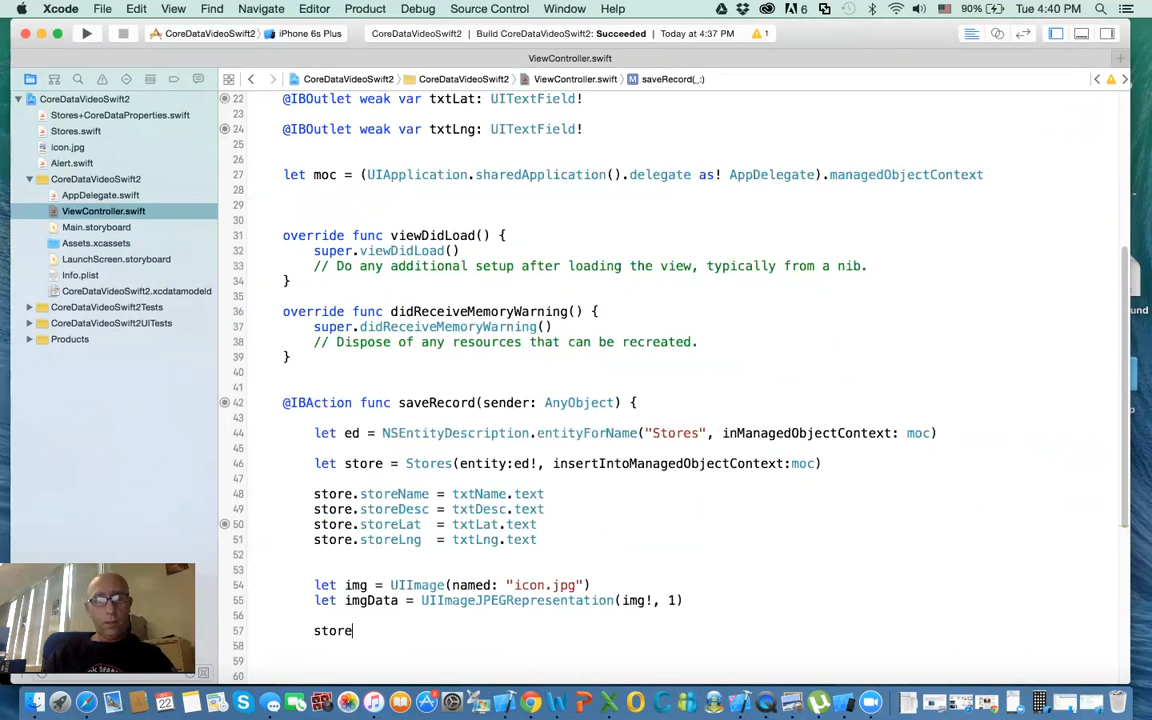 Xcode File Edit View Find Navigate Editor Product Debug Source Control Window Help 6 90% Tue 4:40 PM
CoreDataVideoSwift2 iPhone 6s Plus CoreDataVideoSwift2 | Build CoreDataVideoSwift2: Succeeded | Today at 4:37 PM 1
ViewController.swift
CoreDataVideoSwift2 CoreDataVideoSwift2 ViewController.swift M saveRecord(_:)
CoreDataVideoSwift2
Stores+CoreDataProperties.swift
Stores.swift
icon.jpg
Alert.swift
CoreDataVideoSwift2
AppDelegate.swift
ViewController.swift
Main.storyboard
Assets.xcassets
LaunchScreen.storyboard
Info.plist
CoreDataVideoSwift2.xcdatamodeld
CoreDataVideoSwift2Tests
CoreDataVideoSwift2UITests
Products
22 @IBOutlet weak var txtLat: UITextField!
23
24 @IBOutlet weak var txtLng: UITextField!
25
26
27 let moc = (UIApplication.sharedApplication().delegate as! AppDelegate).managedObjectContext
28
29
30
31 override func viewDidLoad() {
32 super.viewDidLoad()
33 // Do any additional setup after loading the view, typically from a nib.
34 }
35
36 override func didReceiveMemoryWarning() {
37 super.didReceiveMemoryWarning()
38 // Dispose of any resources that can be recreated.
39 }
40
41
42 @IBAction func saveRecord(sender: AnyObject) {
43
44 let ed = NSEntityDescription.entityForName("Stores", inManagedObjectContext: moc)
45
46 let store = Stores(entity:ed!, insertIntoManagedObjectContext:moc)
47
48 store.storeName = txtName.text
49 store.storeDesc = txtDesc.text
50 store.storeLat = txtLat.text
51 store.storeLng = txtLng.text
52
53
54 let img = UIImage(named: "icon.jpg")
55 let imgData = UIImageJPEGRepresentation(img!, 1)
56
57 store
58
59
60